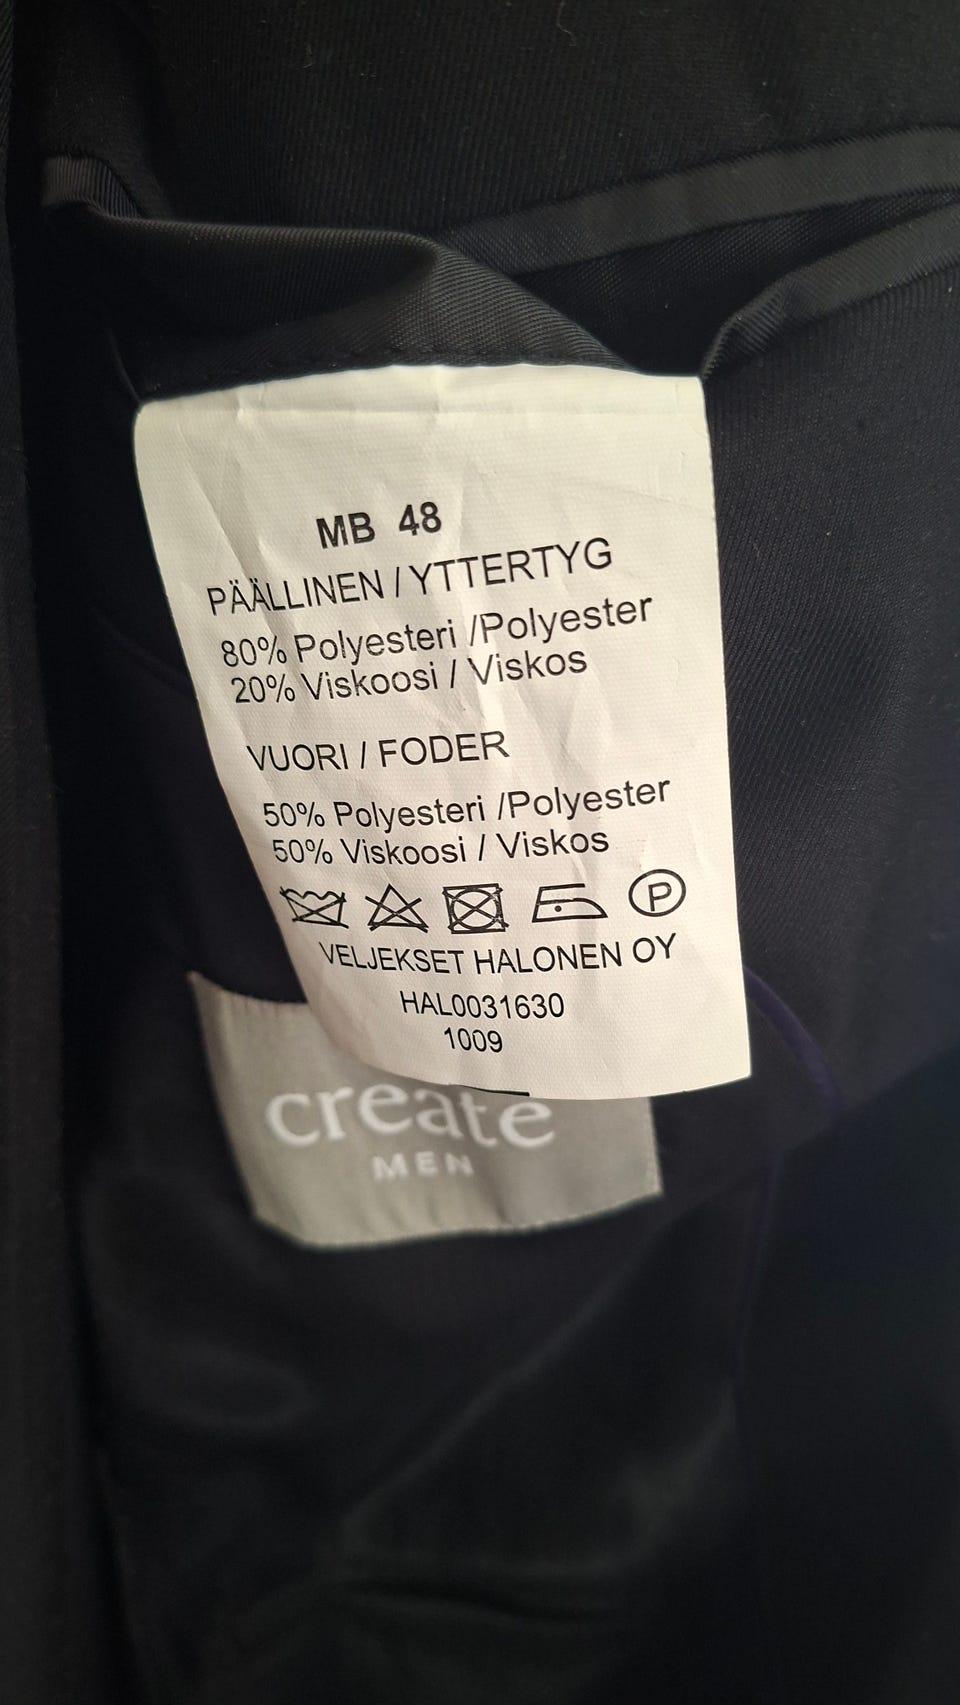 MB 48
PÄÄLLINEN / YTTERTYG
80% Polyesteri /Polyester
20% Viskoosi / Viskos
VUORI / FODER
50% Polyesteri /Polyester
50% Viskoosi / Viskos
P
VELJEKSET HALONEN OY
HAL0031630
1009
create
MEN